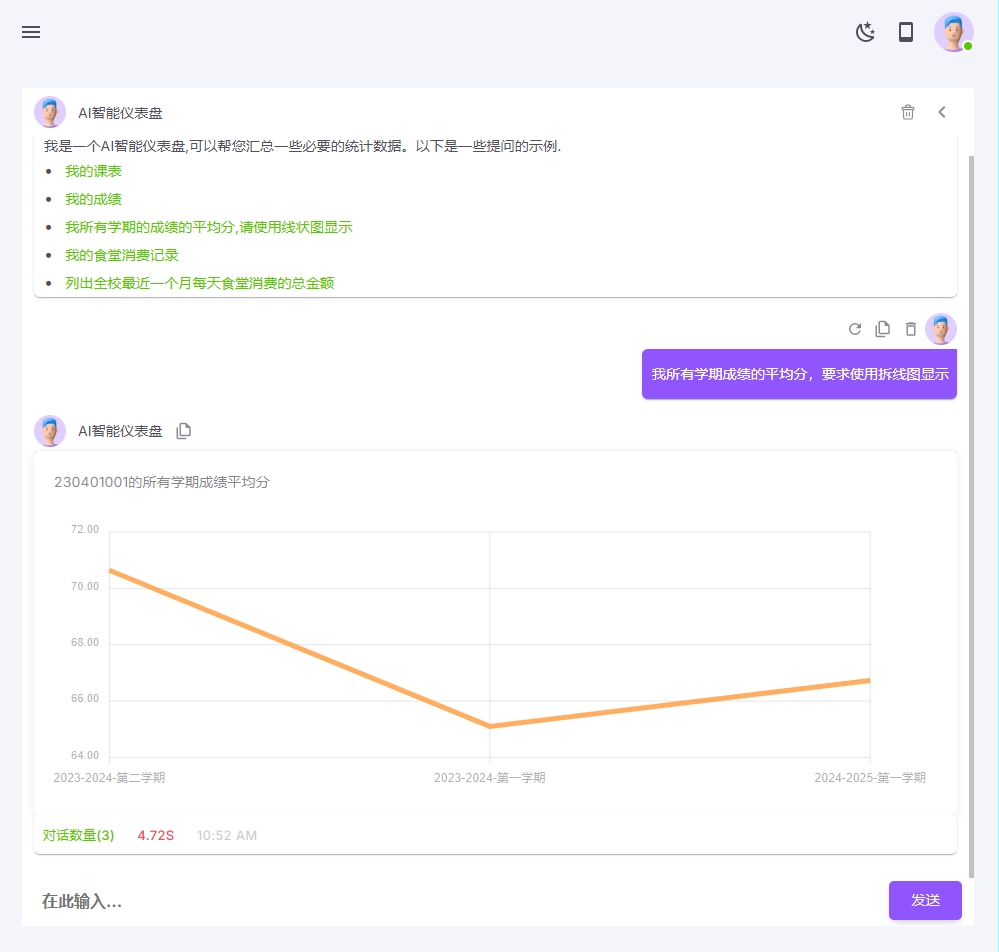 AI智能仪表盘
我是一个AI智能仪表盘,可以帮您汇总一些必要的统计数据。以下是一些提问的示例.
我的课表
我的成绩
我所有学期的成绩的平均分,请使用线状图显示
我的食堂消费记录
列出全校最近一个月每天食堂消费的总金额
我所有学期成绩的平均分，要求使用拆线图显示
AI智能仪表盘
230401001的所有学期成绩平均分
72.00
70.00
68.00
66.00
64.00
2023-2024-第二学期 2023-2024-第一学期 2024-2025-第一学期
对话数量(3) 4.72S 10:52 AM
在此输入...
发送